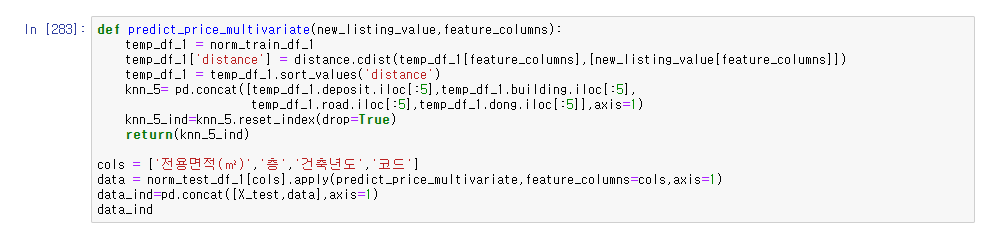 In [283]: def predict_price_multivariate(new_listing_value,feature_columns):
    temp_df_1 = norm_train_df_1
    temp_df_1['distance'] = distance.cdist(temp_df_1[feature_columns],[new_listing_value[feature_columns]])
    temp_df_1 = temp_df_1.sort_values('distance')
    knn_5= pd.concat([temp_df_1.deposit.iloc[:5],temp_df_1.building.iloc[:5],
                      temp_df_1.road.iloc[:5],temp_df_1.dong.iloc[:5]],axis=1)
    knn_5_ind=knn_5.reset_index(drop=True)
    return(knn_5_ind)

cols = ['전용면적(㎡)','층','건축년도','코드']
data = norm_test_df_1[cols].apply(predict_price_multivariate,feature_columns=cols,axis=1)
data_ind=pd.concat([X_test,data],axis=1)
data_ind